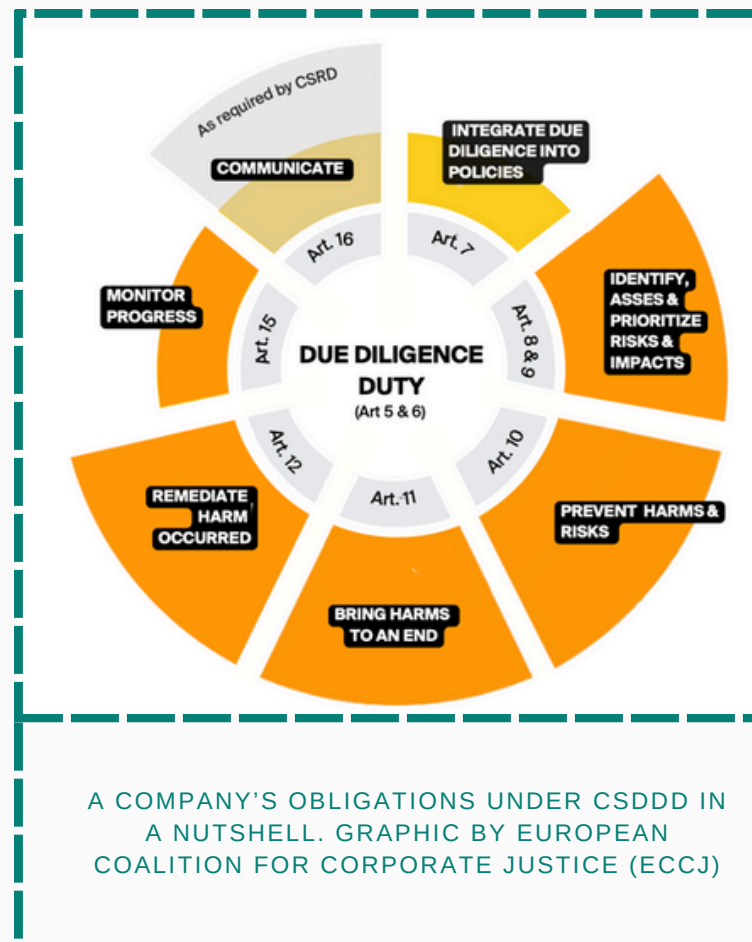 As required by CSRD
COMMUNICATE
INTEGRATE DUE
DILIGENCE INTO
POLICIES
Art. 16
Art. 7
IDENTIFY,
ASSES &
PRIORITIZE
RISKS &
IMPACTS
MONITOR
PROGRESS
Art. 15
Art. 8 & 9
DUE DILIGENCE
DUTY
(Art 5 & 6)
Art. 12
Art. 10
Art. 11
REMEDIATE
HARM
OCCURRED
PREVENT HARMS &
RISKS
BRING HARMS
TO AN END
A COMPANY'S OBLIGATIONS UNDER CSDDD IN
A NUTSHELL. GRAPHIC BY EUROPEAN
COALITION FOR CORPORATE JUSTICE (ECCJ)